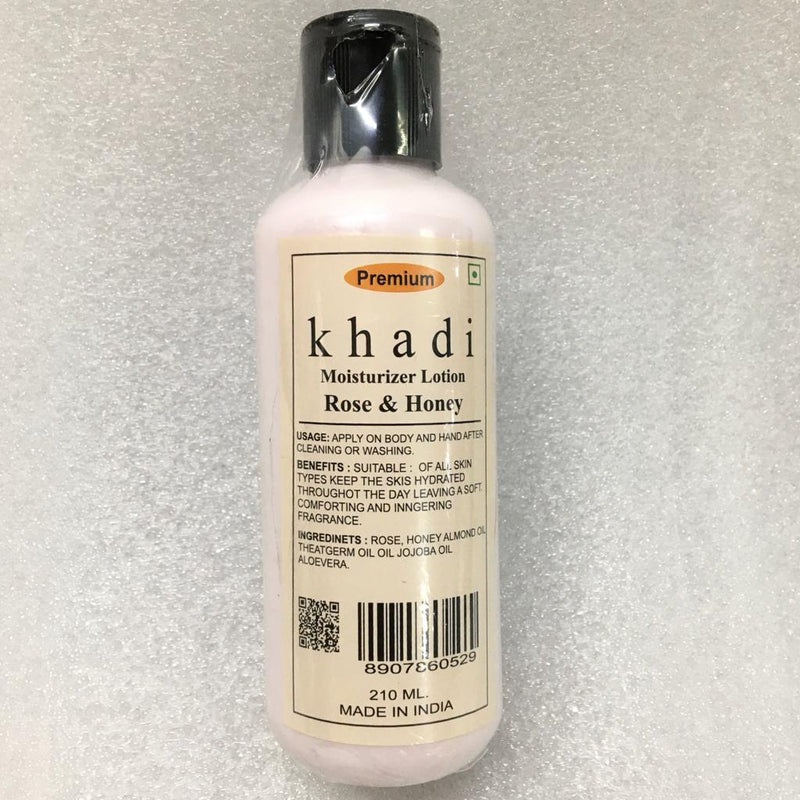 Premium
khadi
Moisturizer Lotion
Rose & Honey
USAGE: APPLY ON BODY AND HAND AFTER
CLEANING OR WASHING.
BENEFITS : SUITABLE : OF ALL SKIN
TYPES KEEP THE SKIS HYDRATED
THROUGHOT THE DAY LEAVING A SOFT.
COMFORTING AND INNGERING
FRAGRANCE.
INGREDINETS : ROSE, HONEY ALMOND OIL
THEATGERM OIL OIL JOJOBA OIL
ALOEVERA.
8907860529
210 ML.
MADE IN INDIA